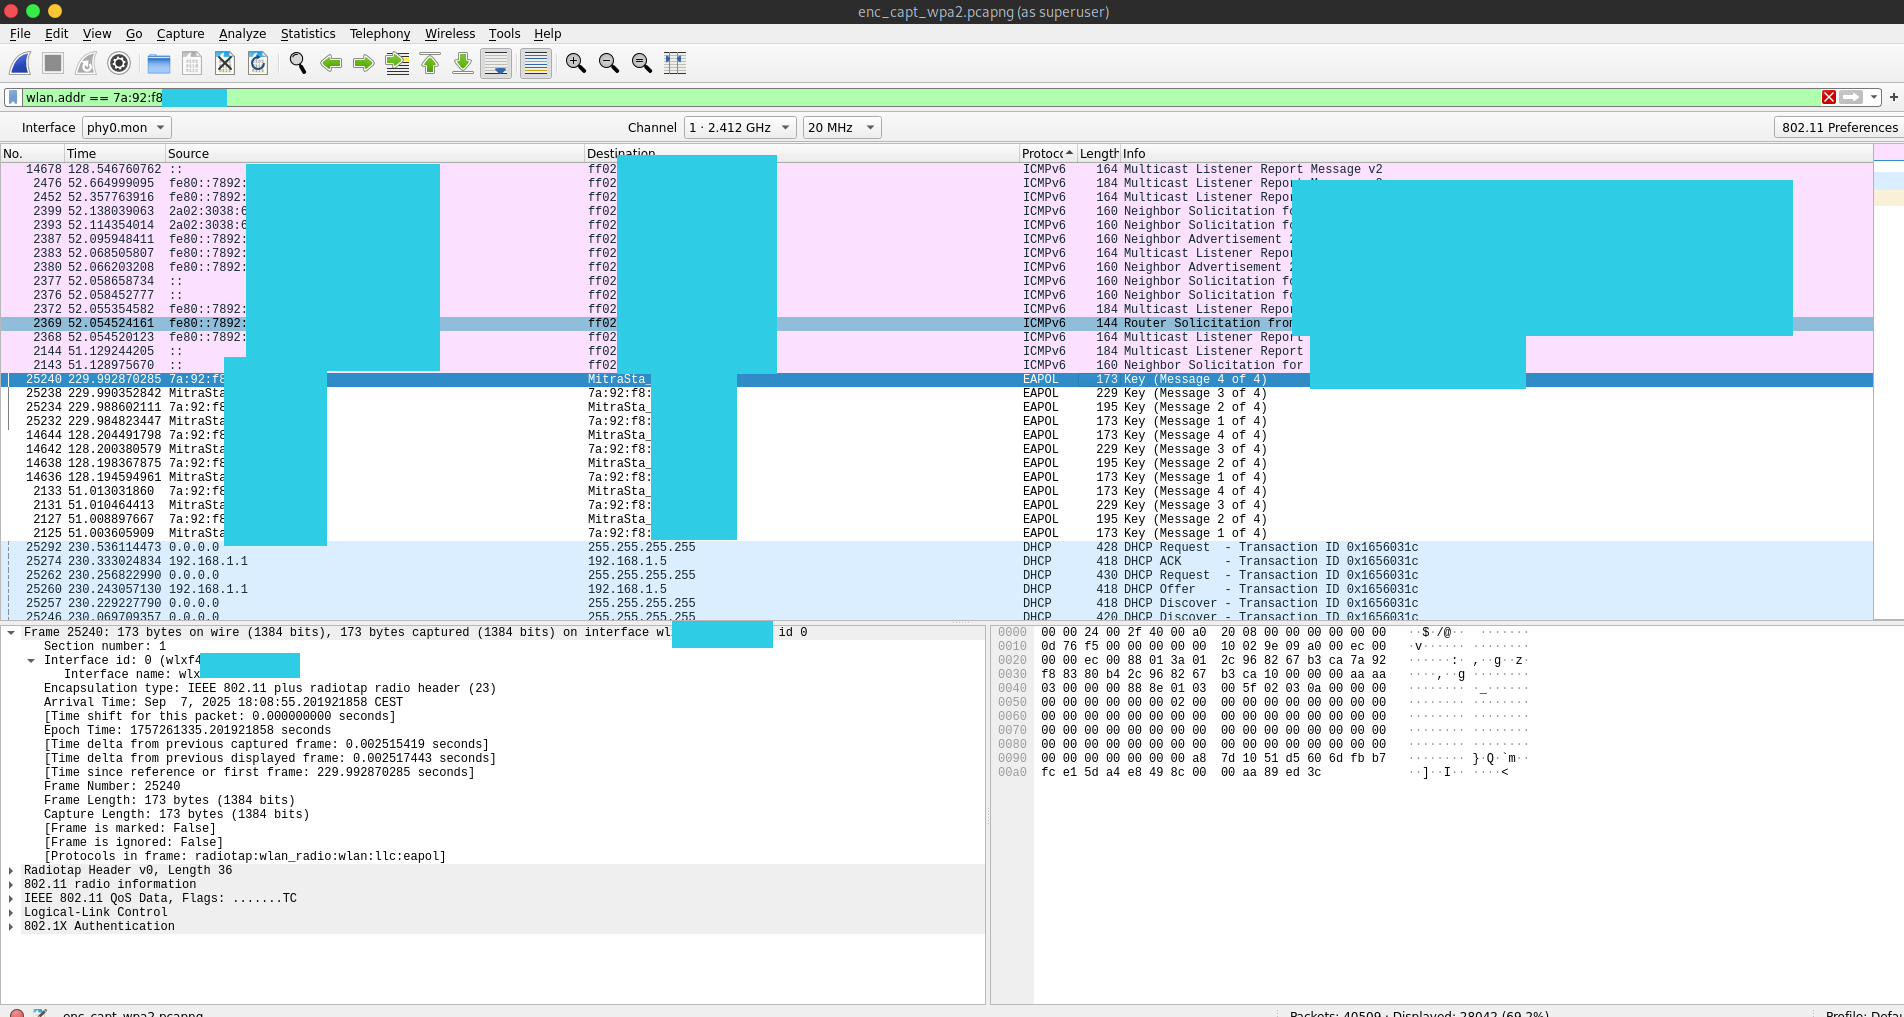 enc_capt_wpa2.pcapng (as superuser)
File Edit View Go Capture Analyze Statistics Telephony Wireless Tools Help
wlan.addr == 7a:92:f8
Interface phy0.mon Channel 1 · 2.412 GHz 20 MHz 802.11 Preferences
No. Time Source Destination Protoc Length Info
14678 128.546760762 :: ff02 ICMPv6 164 Multicast Listener Report Message v2
2476 52.664999095 fe80::7892: ff02 ICMPv6 184 Multicast Listener Report
2452 52.357763916 fe80::7892: ff02 ICMPv6 164 Multicast Listener Repor
2399 52.138039063 2a02:3038:6 ff02 ICMPv6 160 Neighbor Solicitation fo
2393 52.114354014 2a02:3038:6 ff02 ICMPv6 160 Neighbor Solicitation fo
2387 52.095948411 fe80::7892: ff02 ICMPv6 160 Neighbor Advertisement 2
2383 52.068505807 fe80::7892: ff02 ICMPv6 164 Multicast Listener Repor
2380 52.066203208 fe80::7892: ff02 ICMPv6 160 Neighbor Advertisement 2
2377 52.058658734 :: ff02 ICMPv6 160 Neighbor Solicitation fo
2376 52.058452777 :: ff02 ICMPv6 160 Neighbor Solicitation fo
2372 52.055354582 fe80::7892: ff02 ICMPv6 184 Multicast Listener Repor
2369 52.054524161 fe80::7892: ff02 ICMPv6 144 Router Solicitation from
2368 52.054520123 fe80::7892: ff02 ICMPv6 164 Multicast Listener Report
2144 51.129244205 :: ff02 ICMPv6 184 Multicast Listener Report
2143 51.128975670 :: ff02 ICMPv6 160 Neighbor Solicitation for
25240 229.992870285 7a:92:f8 MitraSta_ EAPOL 173 Key (Message 4 of 4)
25238 229.990352842 MitraSta 7a:92:f8: EAPOL 229 Key (Message 3 of 4)
25234 229.988602111 7a:92:f8 MitraSta_ EAPOL 195 Key (Message 2 of 4)
25232 229.984823447 MitraSta 7a:92:f8: EAPOL 173 Key (Message 1 of 4)
14644 128.204491798 7a:92:f8 MitraSta_ EAPOL 173 Key (Message 4 of 4)
14642 128.200380579 MitraSta 7a:92:f8: EAPOL 229 Key (Message 3 of 4)
14638 128.198367875 7a:92:f8 MitraSta_ EAPOL 195 Key (Message 2 of 4)
14636 128.194594961 MitraSta 7a:92:f8: EAPOL 173 Key (Message 1 of 4)
2133 51.013031860 7a:92:f8 MitraSta_ EAPOL 173 Key (Message 4 of 4)
2131 51.010464413 MitraSta 7a:92:f8: EAPOL 229 Key (Message 3 of 4)
2127 51.008897667 7a:92:f8 MitraSta_ EAPOL 195 Key (Message 2 of 4)
2125 51.003605909 MitraSta 7a:92:f8: EAPOL 173 Key (Message 1 of 4)
25292 230.536114473 0.0.0.0 255.255.255.255 DHCP 428 DHCP Request - Transaction ID 0x1656031c
25274 230.333024834 192.168.1.1 192.168.1.5 DHCP 418 DHCP ACK - Transaction ID 0x1656031c
25262 230.256822990 0.0.0.0 255.255.255.255 DHCP 430 DHCP Request - Transaction ID 0x1656031c
25260 230.243057130 192.168.1.1 192.168.1.5 DHCP 418 DHCP Offer - Transaction ID 0x1656031c
25257 230.229227790 0.0.0.0 255.255.255.255 DHCP 418 DHCP Discover - Transaction ID 0x1656031c
25246 230.069709357 0.0.0.0 255.255.255.255 DHCP 420 DHCP Discover - Transaction ID 0x1656031c
Frame 25240: 173 bytes on wire (1384 bits), 173 bytes captured (1384 bits) on interface wl id 0
Section number: 1
Interface id: 0 (wlxf4
Interface name: wlx
Encapsulation type: IEEE 802.11 plus radiotap radio header (23)
Arrival Time: Sep 7, 2025 18:08:55.201921858 CEST
[Time shift for this packet: 0.000000000 seconds]
Epoch Time: 1757261335.201921858 seconds
[Time delta from previous captured frame: 0.002515419 seconds]
[Time delta from previous displayed frame: 0.002517443 seconds]
[Time since reference or first frame: 229.992870285 seconds]
Frame Number: 25240
Frame Length: 173 bytes (1384 bits)
Capture Length: 173 bytes (1384 bits)
[Frame is marked: False]
[Frame is ignored: False]
[Protocols in frame: radiotap:wlan_radio:wlan:llc:eapol]
Radiotap Header v0, Length 36
802.11 radio information
IEEE 802.11 QoS Data, Flags: .......TC
Logical-Link Control
802.1X Authentication
0000 00 00 24 00 2f 40 00 a0 20 08 00 00 00 00 00 00 ··$·/@·· ········
0010 0d 76 f5 00 00 00 00 00 10 02 9e 09 a0 00 ec 00 ·v······ ········
0020 00 00 ec 00 88 01 3a 01 2c 96 82 67 b3 ca 7a 92 ······:· ,··g··z·
0030 f8 83 80 b4 2c 96 82 67 b3 ca 10 00 00 00 aa aa ····,··g ········
0040 03 00 00 00 88 8e 01 03 00 5f 02 03 0a 00 00 00 ········ ·_······
0050 00 00 00 00 00 00 02 00 00 00 00 00 00 00 00 00 ········ ········
0060 00 00 00 00 00 00 00 00 00 00 00 00 00 00 00 00 ········ ········
0070 00 00 00 00 00 00 00 00 00 00 00 00 00 00 00 00 ········ ········
0080 00 00 00 00 00 00 00 00 00 00 00 00 00 00 00 00 ········ ········
0090 00 00 00 00 00 00 00 a8 7d 10 51 d5 60 6d fb b7 ········ }·Q·`m··
00a0 fc e1 5d a4 e8 49 8c 00 00 aa 89 ed 3c ··]··I·· ····<
enc_capt_wpa2.pcapng Packets: 40509 · Displayed: 28042 (69.2%) Profile: Defa